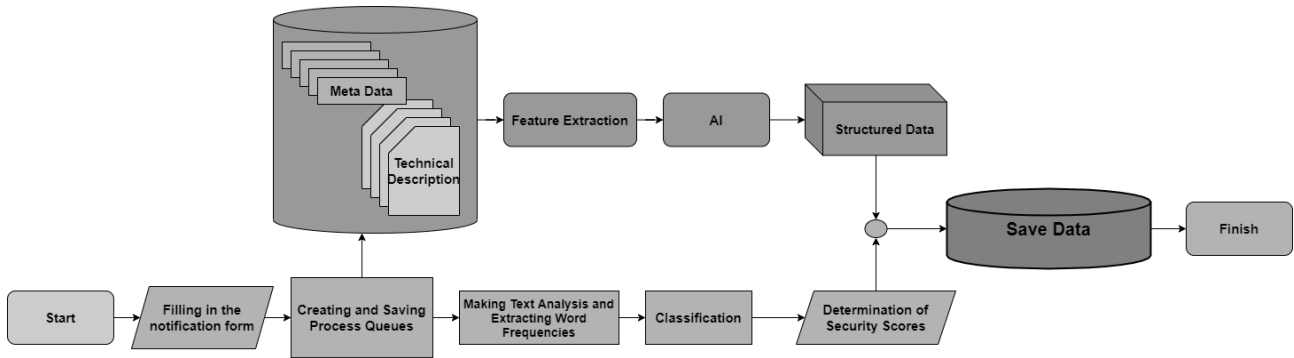 Meta Data
Technical
Description
Feature Extraction
AI
Structured Data
Save Data
Finish
Start
Filling in the
notification form
Creating and Saving
Process Queues
Making Text Analysis and
Extracting Word
Frequencies
Classification
Determination of
Security Scores